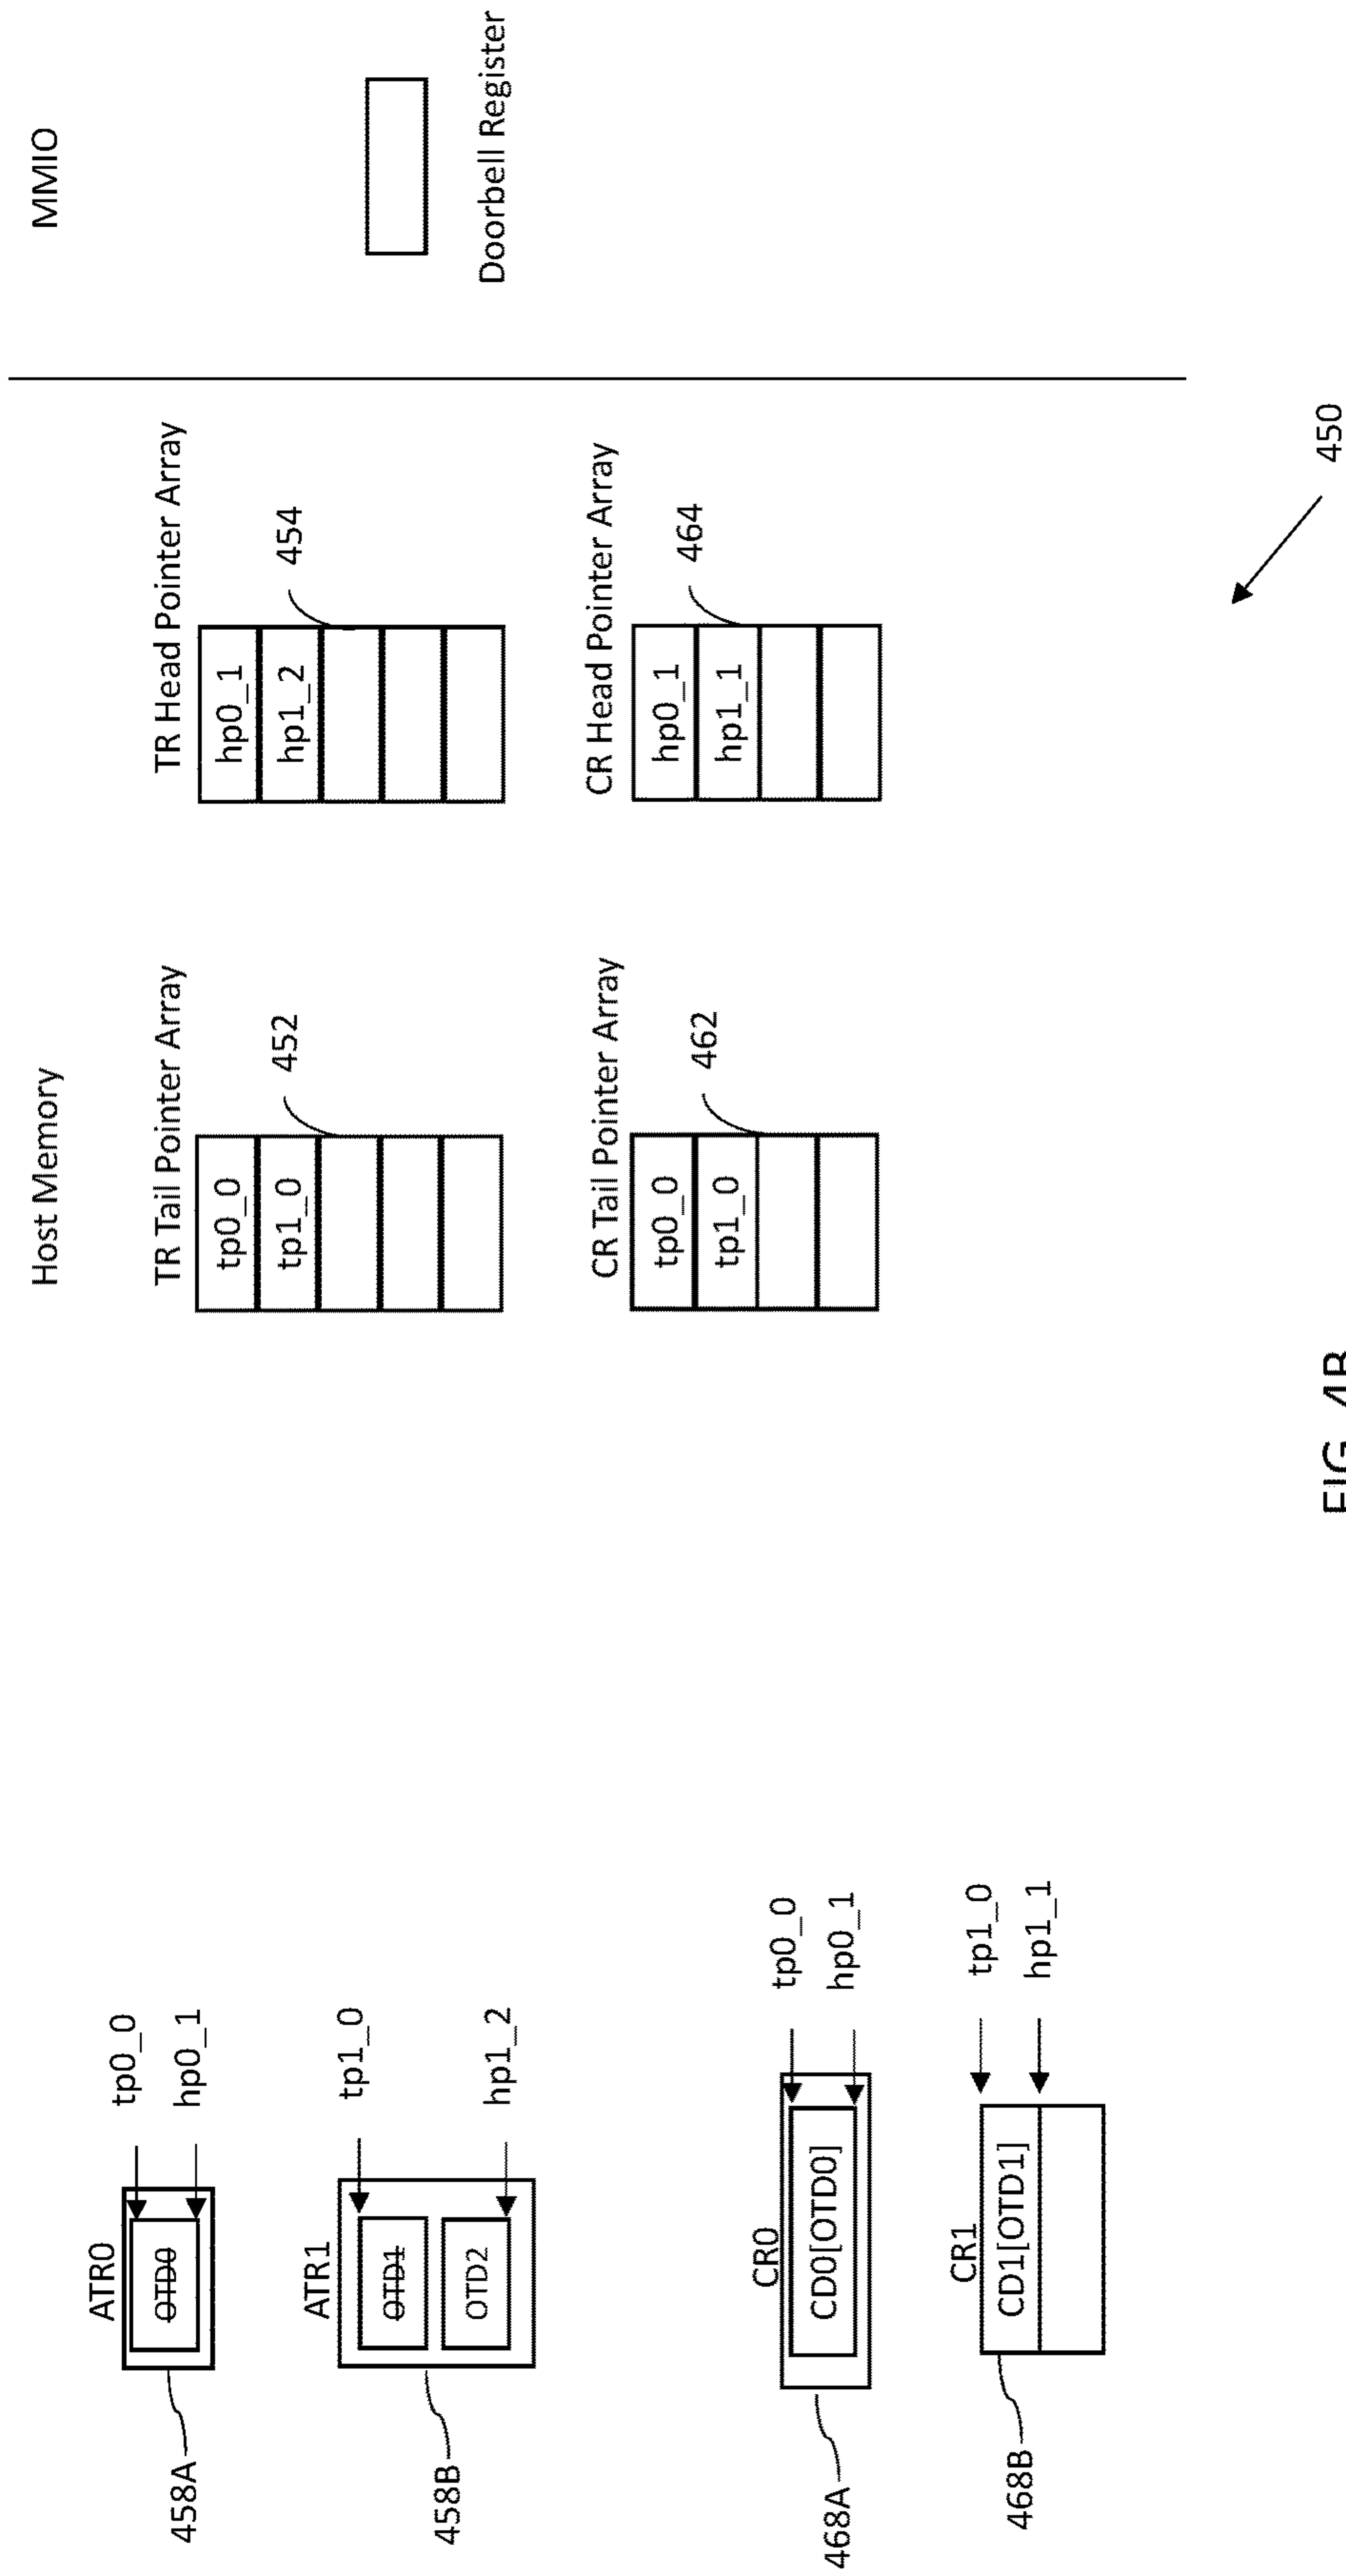 Host Memory
MMIO
ATR0
OTD0
tp0_0
hp0_1
458A
ATR1
OTD1
OTD2
tp1_0
hp1_2
458B
TR Tail Pointer Array
tp0_0
tp1_0
452
TR Head Pointer Array
hp0_1
hp1_2
454
Doorbell Register
CR0
CD0[OTD0]
tp0_0
hp0_1
468A
CR1
CD1[OTD1]
tp1_0
hp1_1
468B
CR Tail Pointer Array
tp0_0
tp1_0
462
CR Head Pointer Array
hp0_1
hp1_1
464
450
FIG. 4B